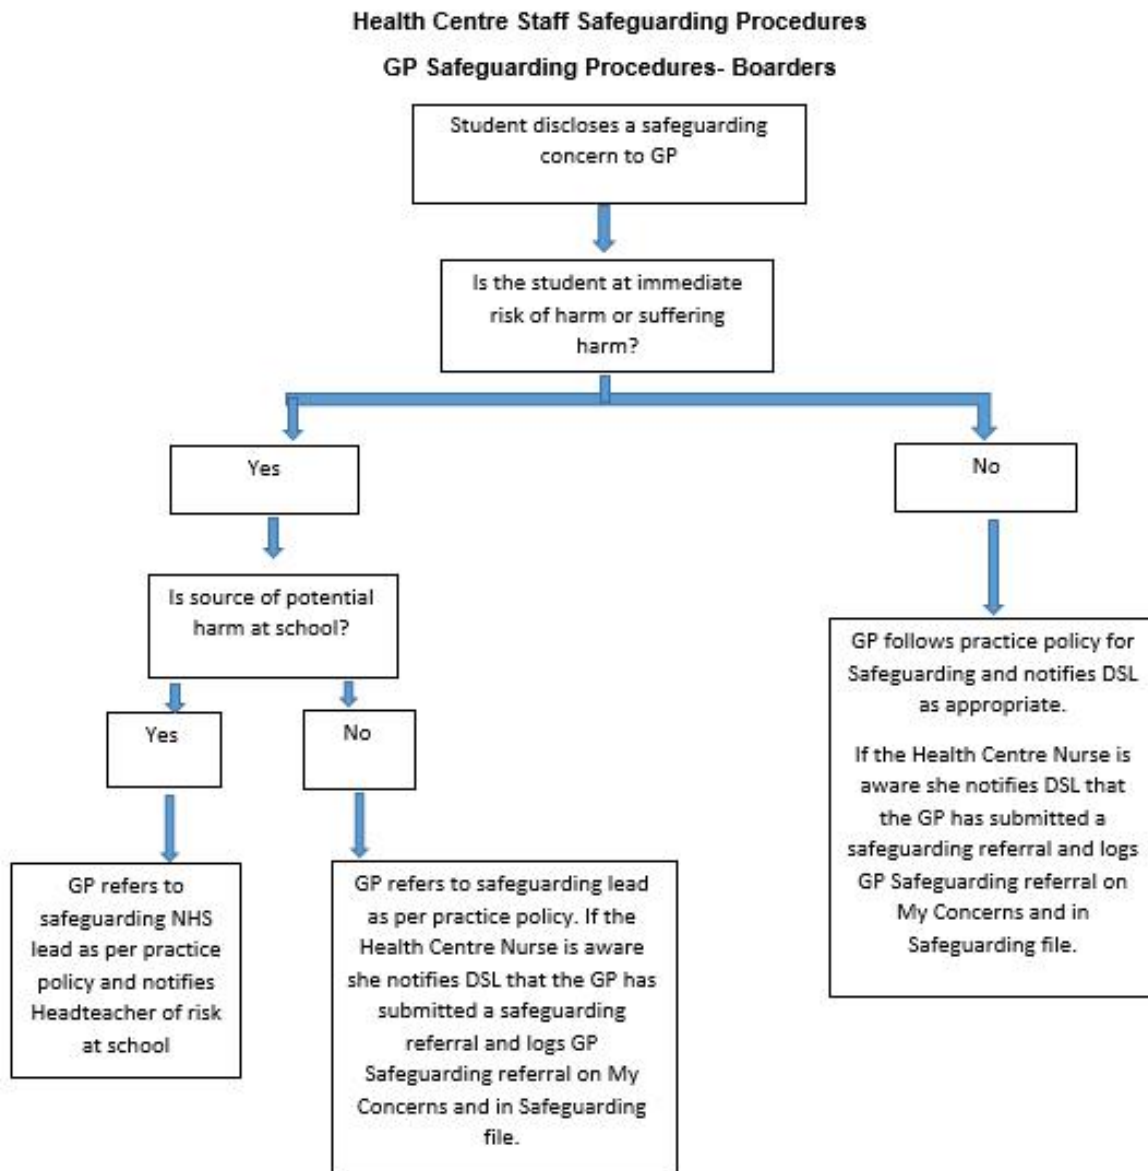 Health Centre Staff Safeguarding Procedures
GP Safeguarding Procedures- Boarders
Student discloses a safeguarding
concern to GP
Is the student at immediate
risk of harm or suffering
harm?
Yes
No
Is source of potential
harm at school?
Yes
No
GP refers to
safeguarding NHS
lead as per practice
policy and notifies
Headteacher of risk
at school
GP refers to safeguarding lead
as per practice policy. If the
Health Centre Nurse is aware
she notifies DSL that the GP has
submitted a safeguarding
referral and logs GP
Safeguarding referral on My
Concerns and in Safeguarding
file.
GP follows practice policy for
Safeguarding and notifies DSL
as appropriate.
If the Health Centre Nurse is
aware she notifies DSL that
the GP has submitted a
safeguarding referral and logs
GP Safeguarding referral on
My Concerns and in
Safeguarding file.